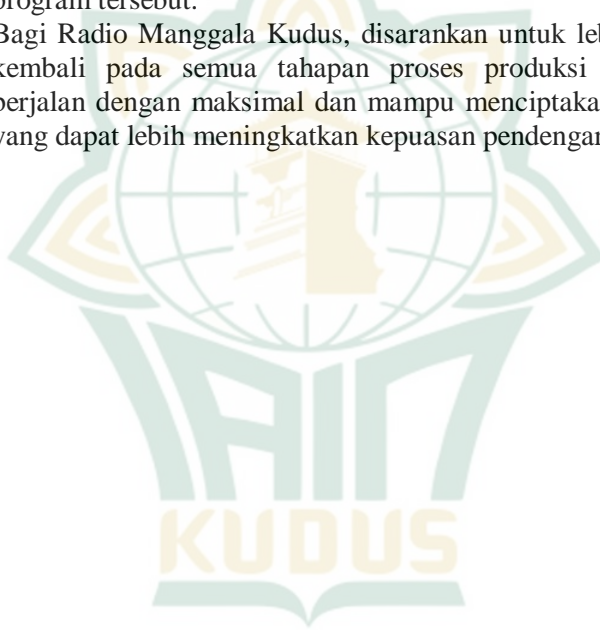 program tersebut.
Bagi Radio Manggala Kudus, disarankan untuk leb
kembali pada semua tahapan proses produksi
berjalan dengan maksimal dan mampu menciptaka
yang dapat lebih meningkatkan kepuasan pendengar
IAIN
KUDUS